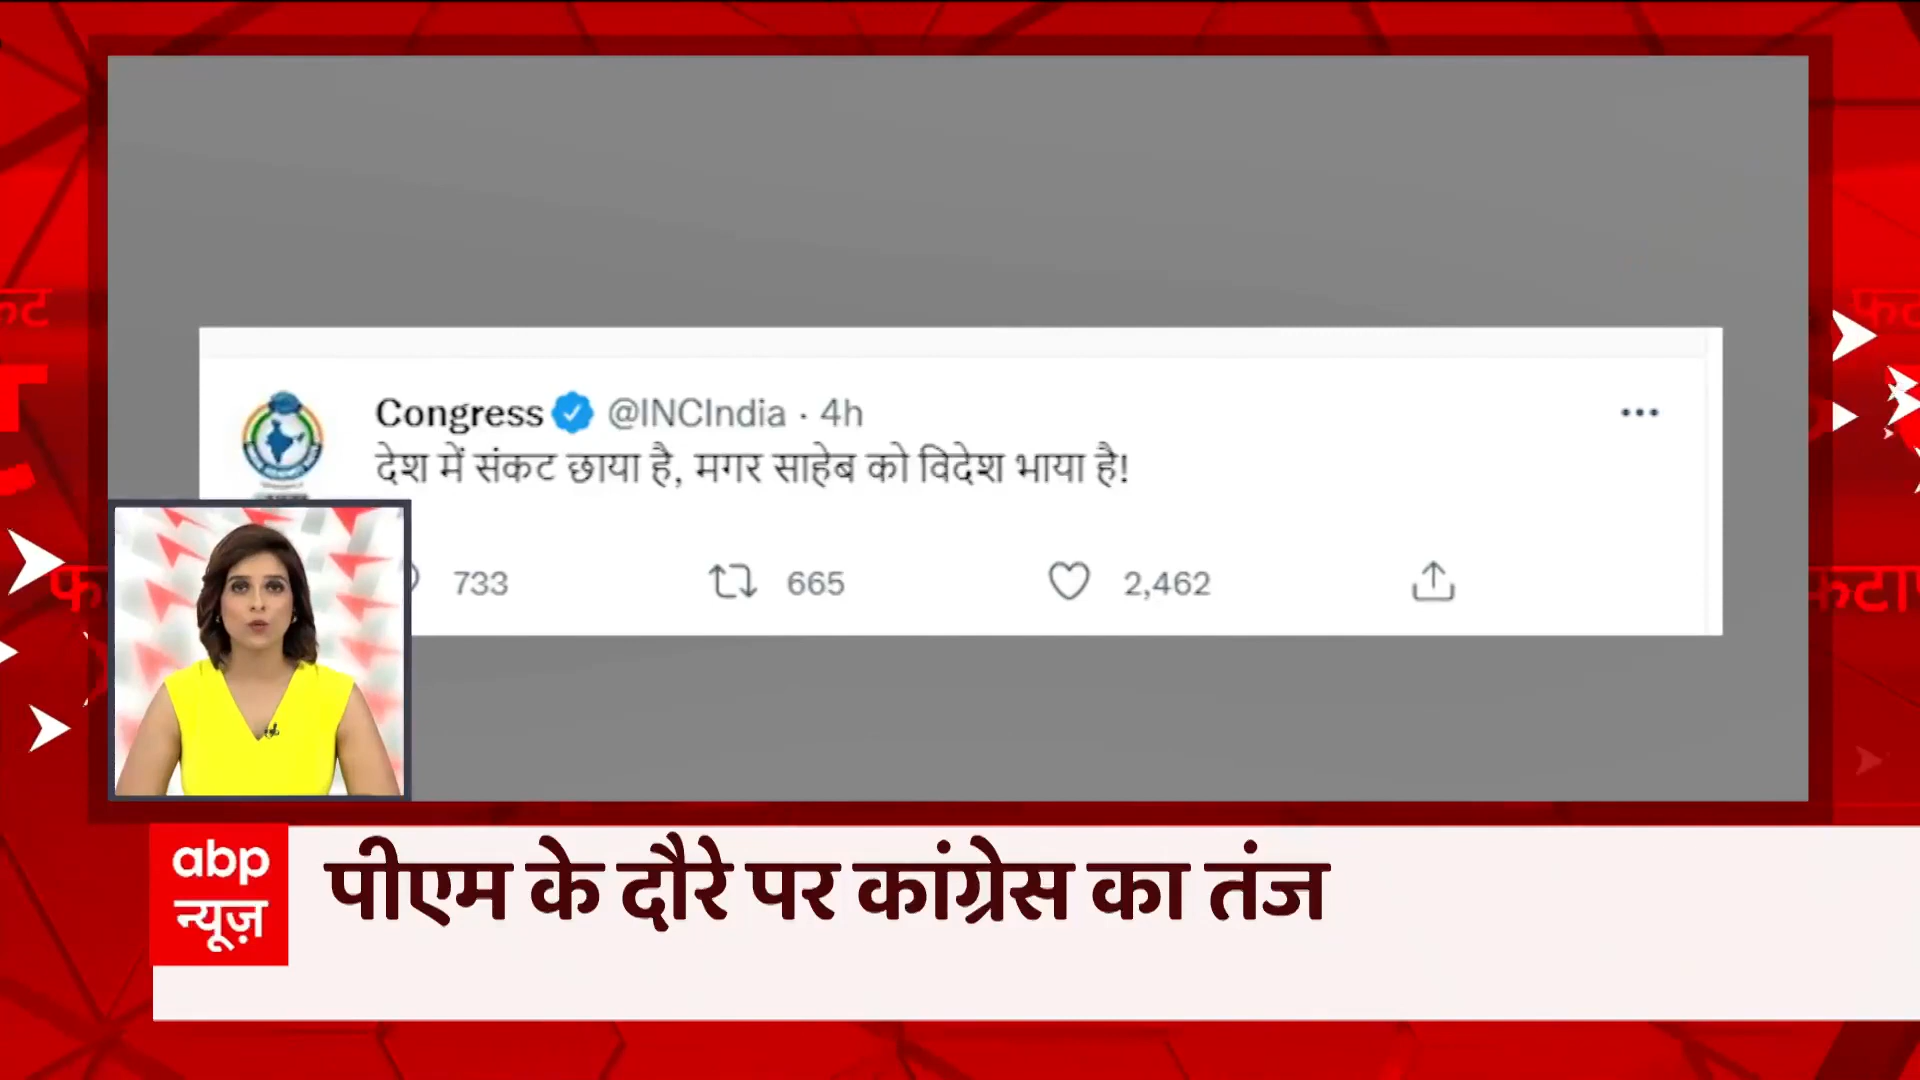 Congress @INCIndia · 4h
देश में संकट छाया है, मगर साहेब को विदेश भाया है!
733 665 2,462
abp
न्यूज़
पीएम के दौरे पर कांग्रेस का तंज